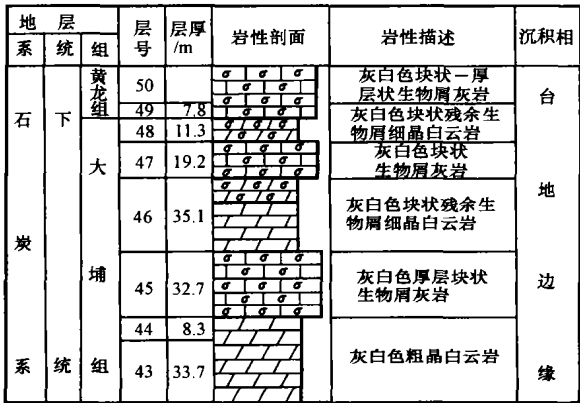 地 层
层号
层厚/m
岩性剖面
岩性描述
沉积相
系 统 组
石炭系
下统
黄龙组
大埔组
50
灰白色块状－厚
层状生物屑灰岩
49 7.8
48 11.3
灰白色块状残余生
物屑细晶白云岩
47 19.2
灰白色块状
生物屑灰岩
46 35.1
灰白色块状残余生
物屑细晶白云岩
45 32.7
灰白色厚层块状
生物屑灰岩
44 8.3
43 33.7
灰白色粗晶白云岩
台地边缘